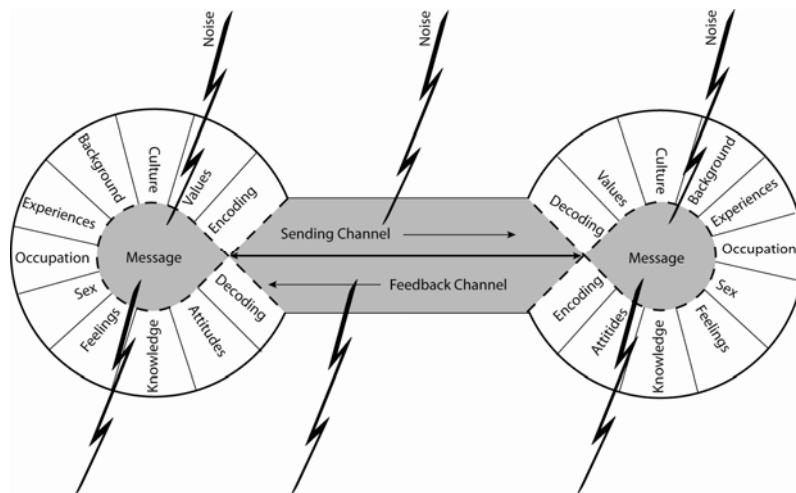 Noise
Noise
Noise
Background
Culture
Values
Encoding
Experiences
Occupation
Message
Sex
Feelings
Knowledge
Attitudes
Decoding
Sending Channel
Feedback Channel
Decoding
Values
Culture
Background
Experiences
Occupation
Message
Sex
Feelings
Knowledge
Attitides
Encoding